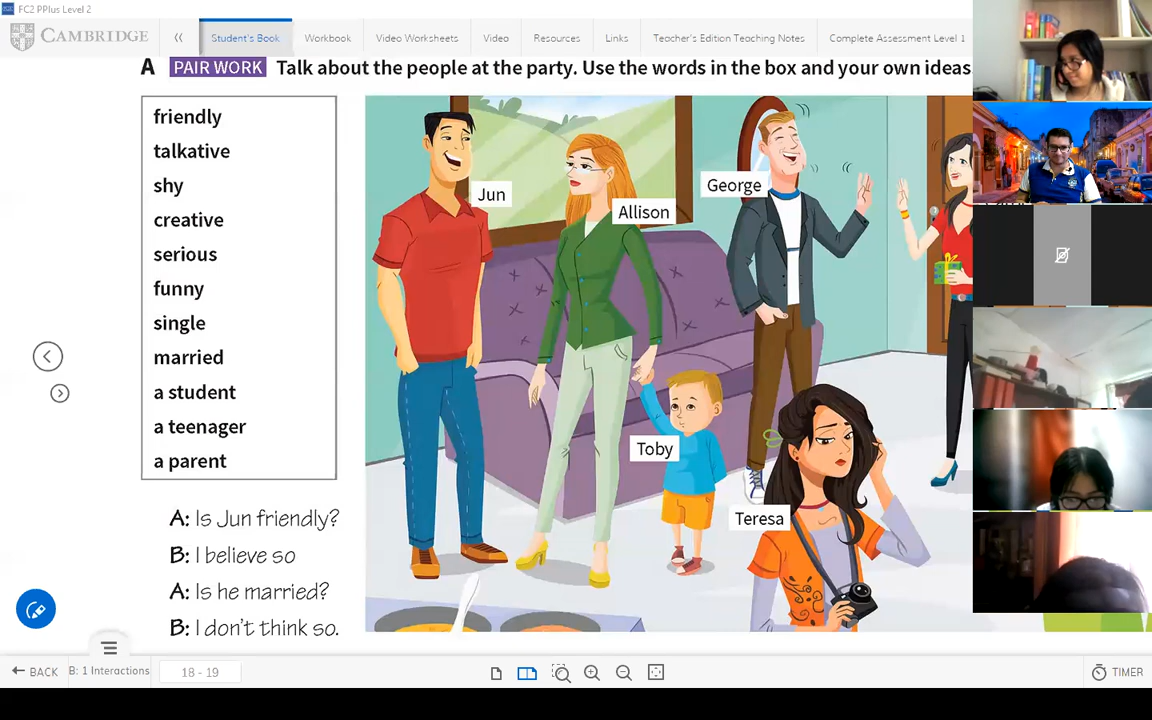 FC2 PPlus Level 2
CAMBRIDGE
Student's Book
Workbook
Video Worksheets
Video
Resources
Links
Teacher's Edition Teaching Notes
Complete Assessment Level 1
A PAIR WORK Talk about the people at the party. Use the words in the box and your own ideas
friendly
talkative
shy
creative
serious
funny
single
married
a student
a teenager
a parent
Jun
Allison
George
Toby
Teresa
A: Is Jun friendly?
B: I believe so
A: Is he married?
B: I don't think so.
BACK
B: 1 Interactions
18 - 19
TIMER